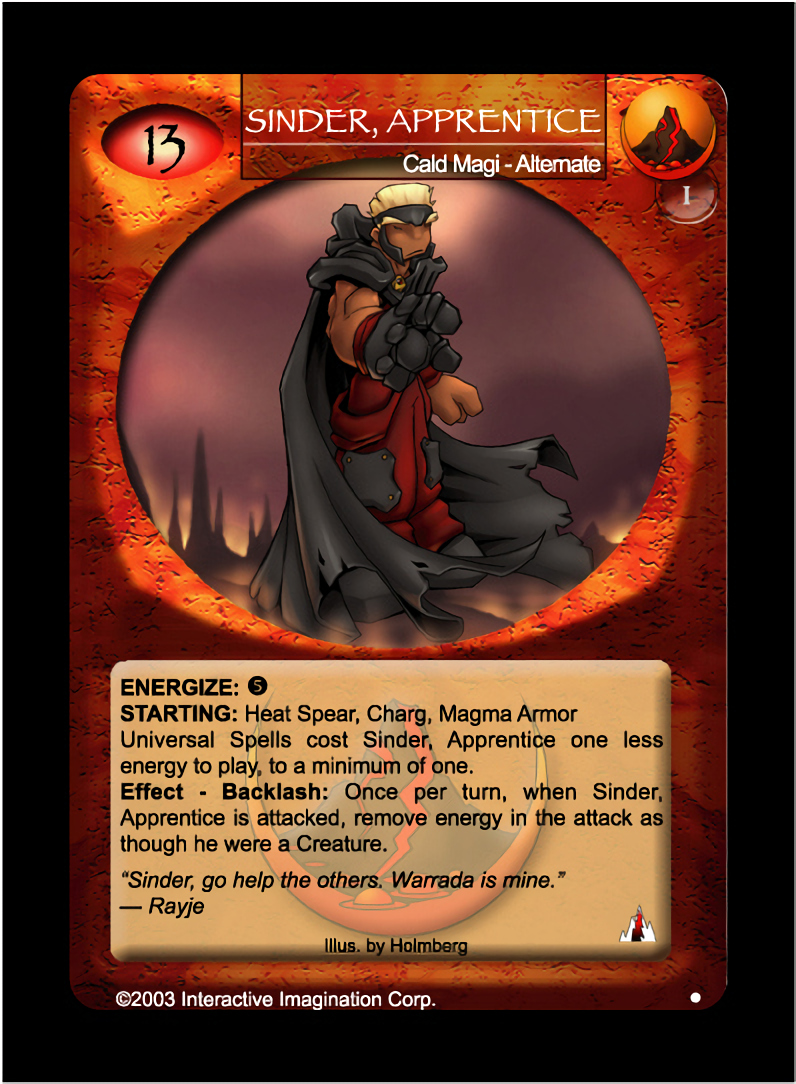 13
SINDER, APPRENTICE
Cald Magi - Alternate
I
ENERGIZE: ❺
STARTING: Heat Spear, Charg, Magma Armor
Universal Spells cost Sinder, Apprentice one less
energy to play, to a minimum of one.
Effect - Backlash: Once per turn, when Sinder,
Apprentice is attacked, remove energy in the attack as
though he were a Creature.
“Sinder, go help the others. Warrada is mine.”
— Rayje
Illus. by Holmberg
©2003 Interactive Imagination Corp.